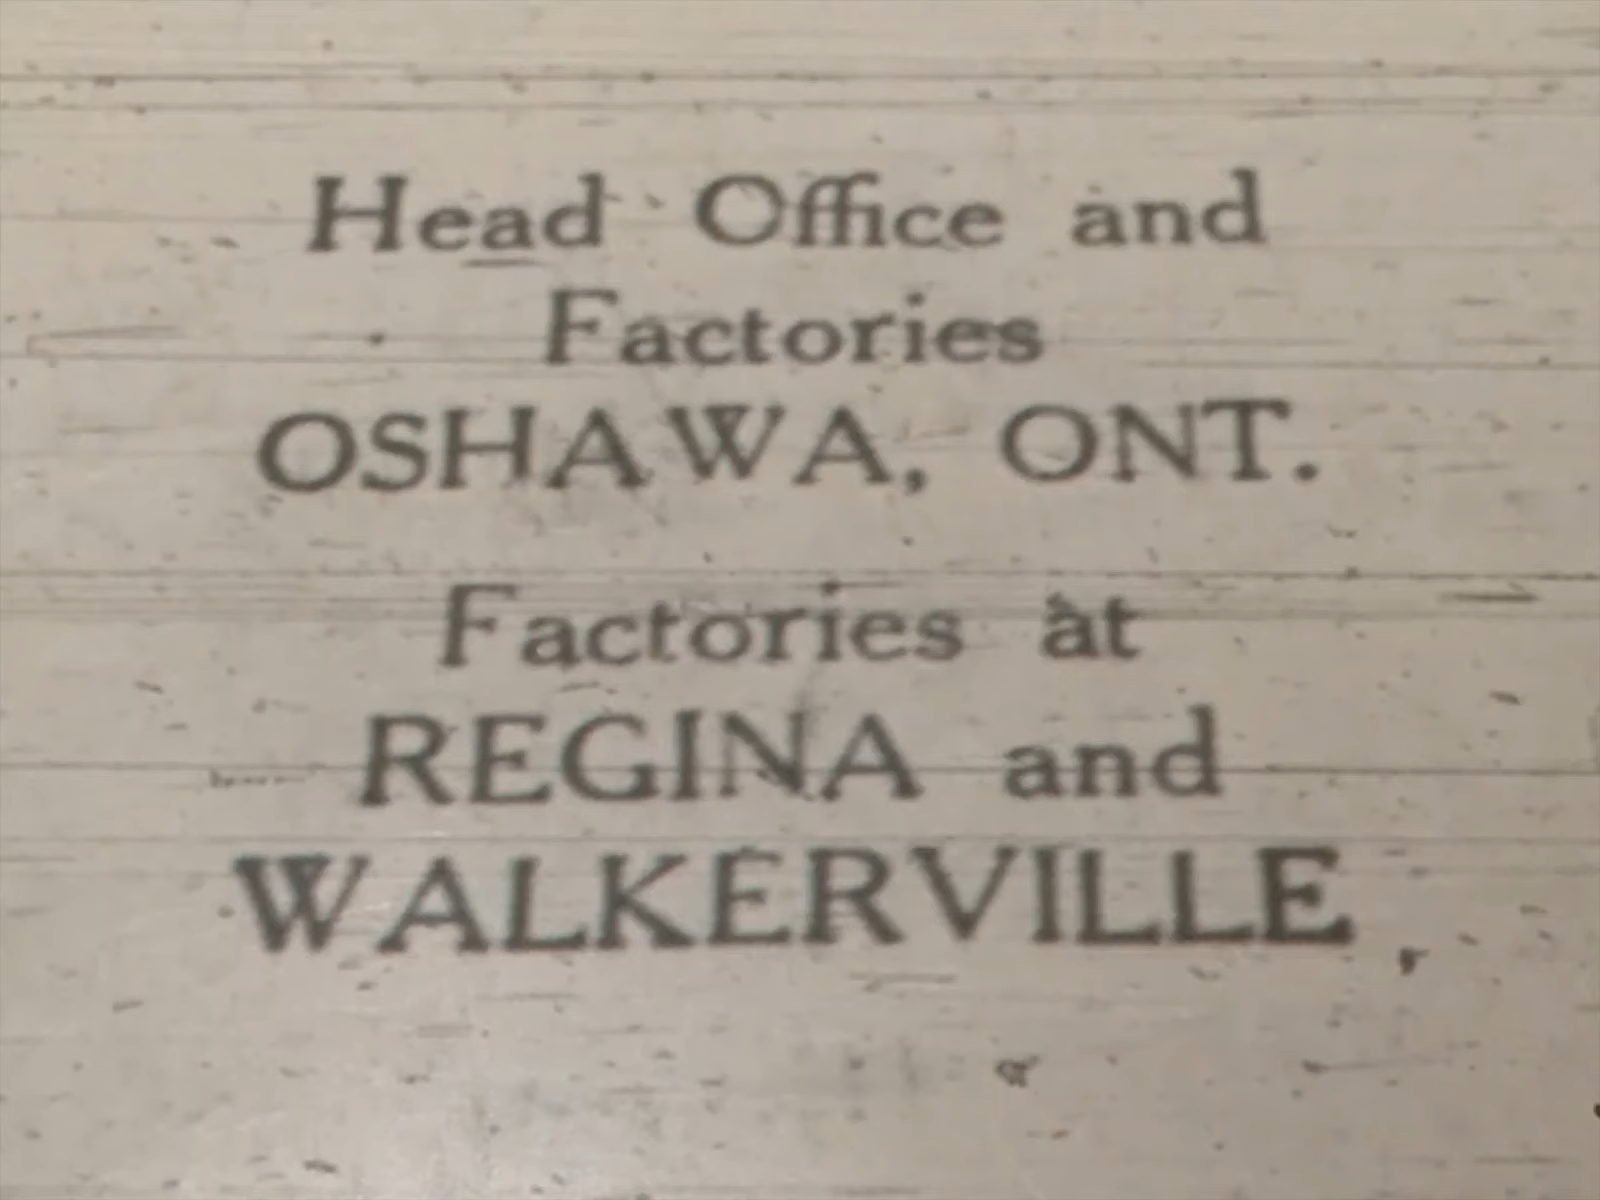 Head Office and
Factories
OSHAWA, ONT.
Factories at
REGINA and
WALKERVILLE,